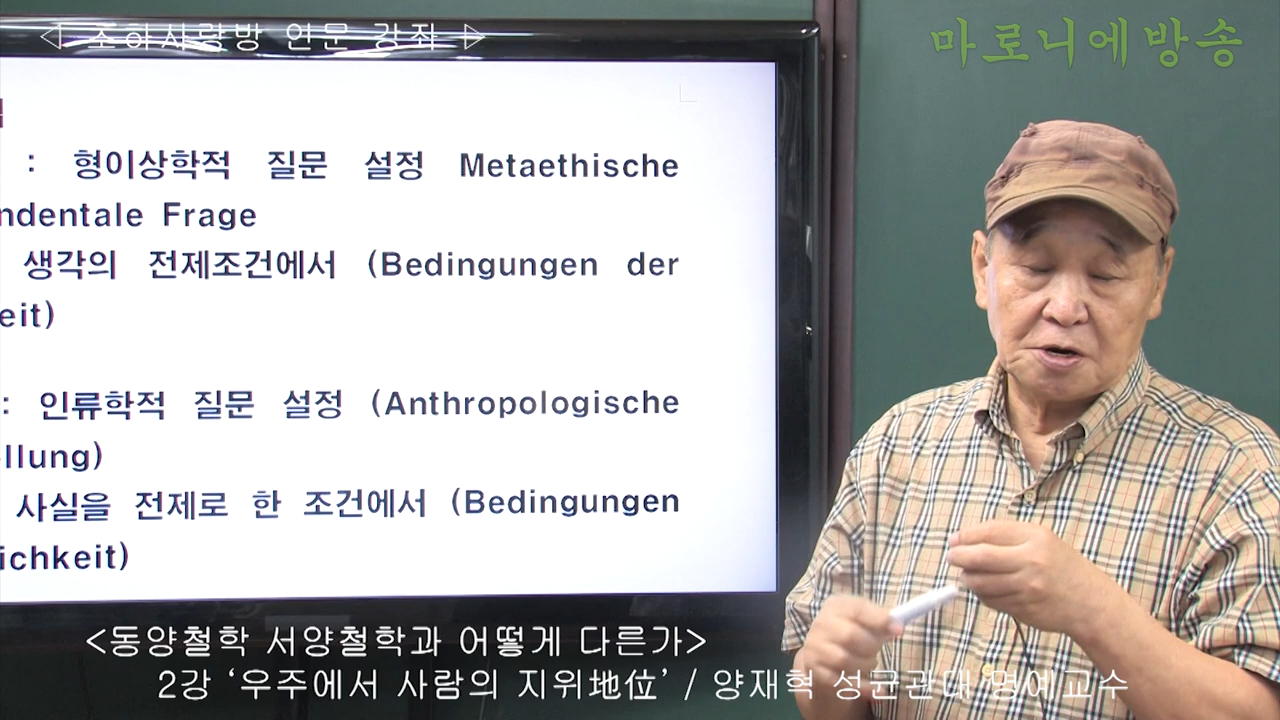 ◁ 조하사랑방 인문 강좌 ▷
마로니에방송
: 형이상학적 질문 설정 Metaethische
ndentale Frage
생각의 전제조건에서 (Bedingungen der
eit)
: 인류학적 질문 설정 (Anthropologische
llung)
사실을 전제로 한 조건에서 (Bedingungen
ichkeit)
<동양철학 서양철학과 어떻게 다른가>
2강 ‘우주에서 사람의 지위地位’ / 양재혁 성균관대 명예교수